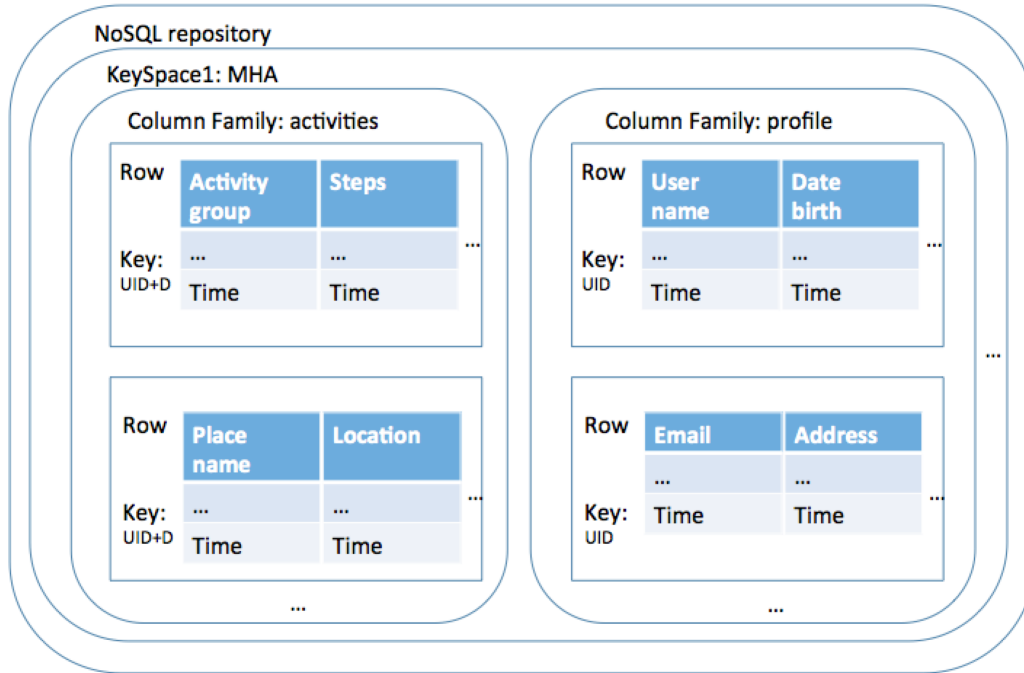 NoSQL repository
KeySpace1: MHA
Column Family: activities
Row
Activity group
Steps
...
Key:
UID+D
...
...
Time
Time
Row
Place name
Location
...
Key:
UID+D
...
...
Time
Time
...
Column Family: profile
Row
User name
Date birth
...
Key:
UID
...
...
Time
Time
Row
Email
Address
...
Key:
UID
...
...
Time
Time
...
...